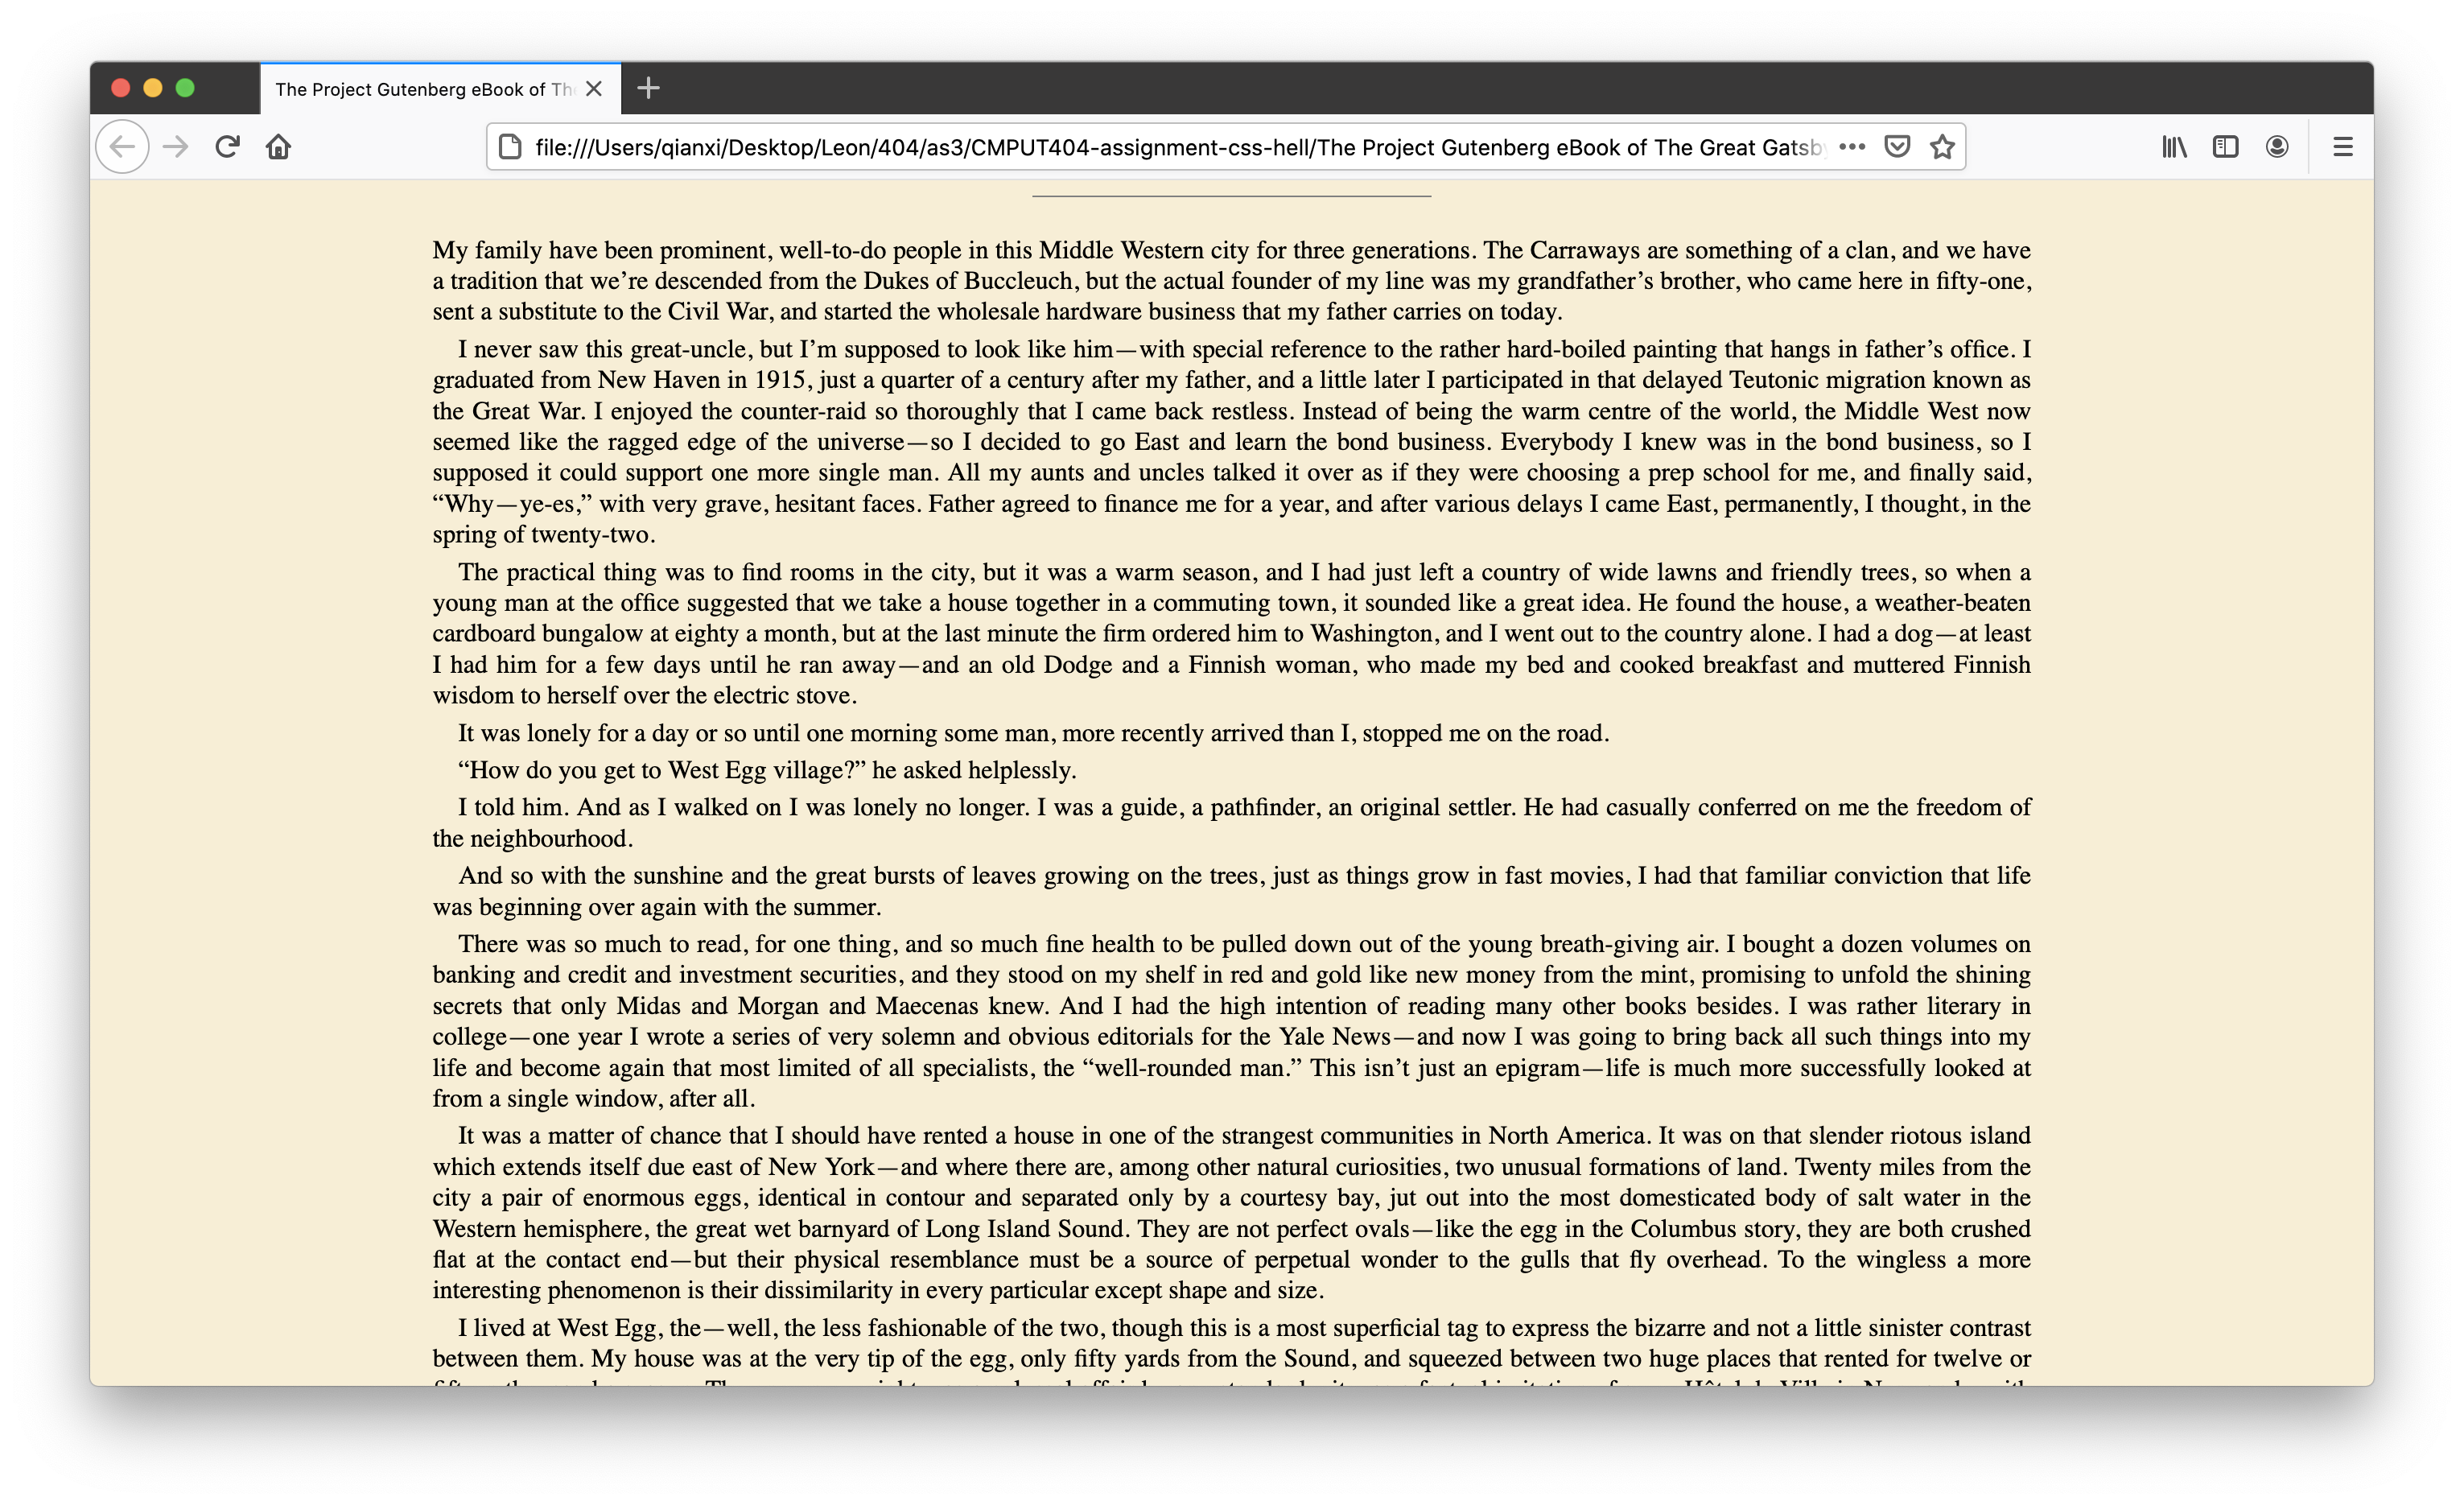 The Project Gutenberg eBook of Th
file:///Users/qianxi/Desktop/Leon/404/as3/CMPUT404-assignment-css-hell/The Project Gutenberg eBook of The Great Gatsb
My family have been prominent, well-to-do people in this Middle Western city for three generations. The Carraways are something of a clan, and we have
a tradition that we’re descended from the Dukes of Buccleuch, but the actual founder of my line was my grandfather’s brother, who came here in fifty-one,
sent a substitute to the Civil War, and started the wholesale hardware business that my father carries on today.
I never saw this great-uncle, but I’m supposed to look like him—with special reference to the rather hard-boiled painting that hangs in father’s office. I
graduated from New Haven in 1915, just a quarter of a century after my father, and a little later I participated in that delayed Teutonic migration known as
the Great War. I enjoyed the counter-raid so thoroughly that I came back restless. Instead of being the warm centre of the world, the Middle West now
seemed like the ragged edge of the universe—so I decided to go East and learn the bond business. Everybody I knew was in the bond business, so I
supposed it could support one more single man. All my aunts and uncles talked it over as if they were choosing a prep school for me, and finally said,
“Why—ye-es,” with very grave, hesitant faces. Father agreed to finance me for a year, and after various delays I came East, permanently, I thought, in the
spring of twenty-two.
The practical thing was to find rooms in the city, but it was a warm season, and I had just left a country of wide lawns and friendly trees, so when a
young man at the office suggested that we take a house together in a commuting town, it sounded like a great idea. He found the house, a weather-beaten
cardboard bungalow at eighty a month, but at the last minute the firm ordered him to Washington, and I went out to the country alone. I had a dog—at least
I had him for a few days until he ran away—and an old Dodge and a Finnish woman, who made my bed and cooked breakfast and muttered Finnish
wisdom to herself over the electric stove.
It was lonely for a day or so until one morning some man, more recently arrived than I, stopped me on the road.
“How do you get to West Egg village?” he asked helplessly.
I told him. And as I walked on I was lonely no longer. I was a guide, a pathfinder, an original settler. He had casually conferred on me the freedom of
the neighbourhood.
And so with the sunshine and the great bursts of leaves growing on the trees, just as things grow in fast movies, I had that familiar conviction that life
was beginning over again with the summer.
There was so much to read, for one thing, and so much fine health to be pulled down out of the young breath-giving air. I bought a dozen volumes on
banking and credit and investment securities, and they stood on my shelf in red and gold like new money from the mint, promising to unfold the shining
secrets that only Midas and Morgan and Maecenas knew. And I had the high intention of reading many other books besides. I was rather literary in
college—one year I wrote a series of very solemn and obvious editorials for the Yale News—and now I was going to bring back all such things into my
life and become again that most limited of all specialists, the “well-rounded man.” This isn’t just an epigram—life is much more successfully looked at
from a single window, after all.
It was a matter of chance that I should have rented a house in one of the strangest communities in North America. It was on that slender riotous island
which extends itself due east of New York—and where there are, among other natural curiosities, two unusual formations of land. Twenty miles from the
city a pair of enormous eggs, identical in contour and separated only by a courtesy bay, jut out into the most domesticated body of salt water in the
Western hemisphere, the great wet barnyard of Long Island Sound. They are not perfect ovals—like the egg in the Columbus story, they are both crushed
flat at the contact end—but their physical resemblance must be a source of perpetual wonder to the gulls that fly overhead. To the wingless a more
interesting phenomenon is their dissimilarity in every particular except shape and size.
I lived at West Egg, the—well, the less fashionable of the two, though this is a most superficial tag to express the bizarre and not a little sinister contrast
between them. My house was at the very tip of the egg, only fifty yards from the Sound, and squeezed between two huge places that rented for twelve or